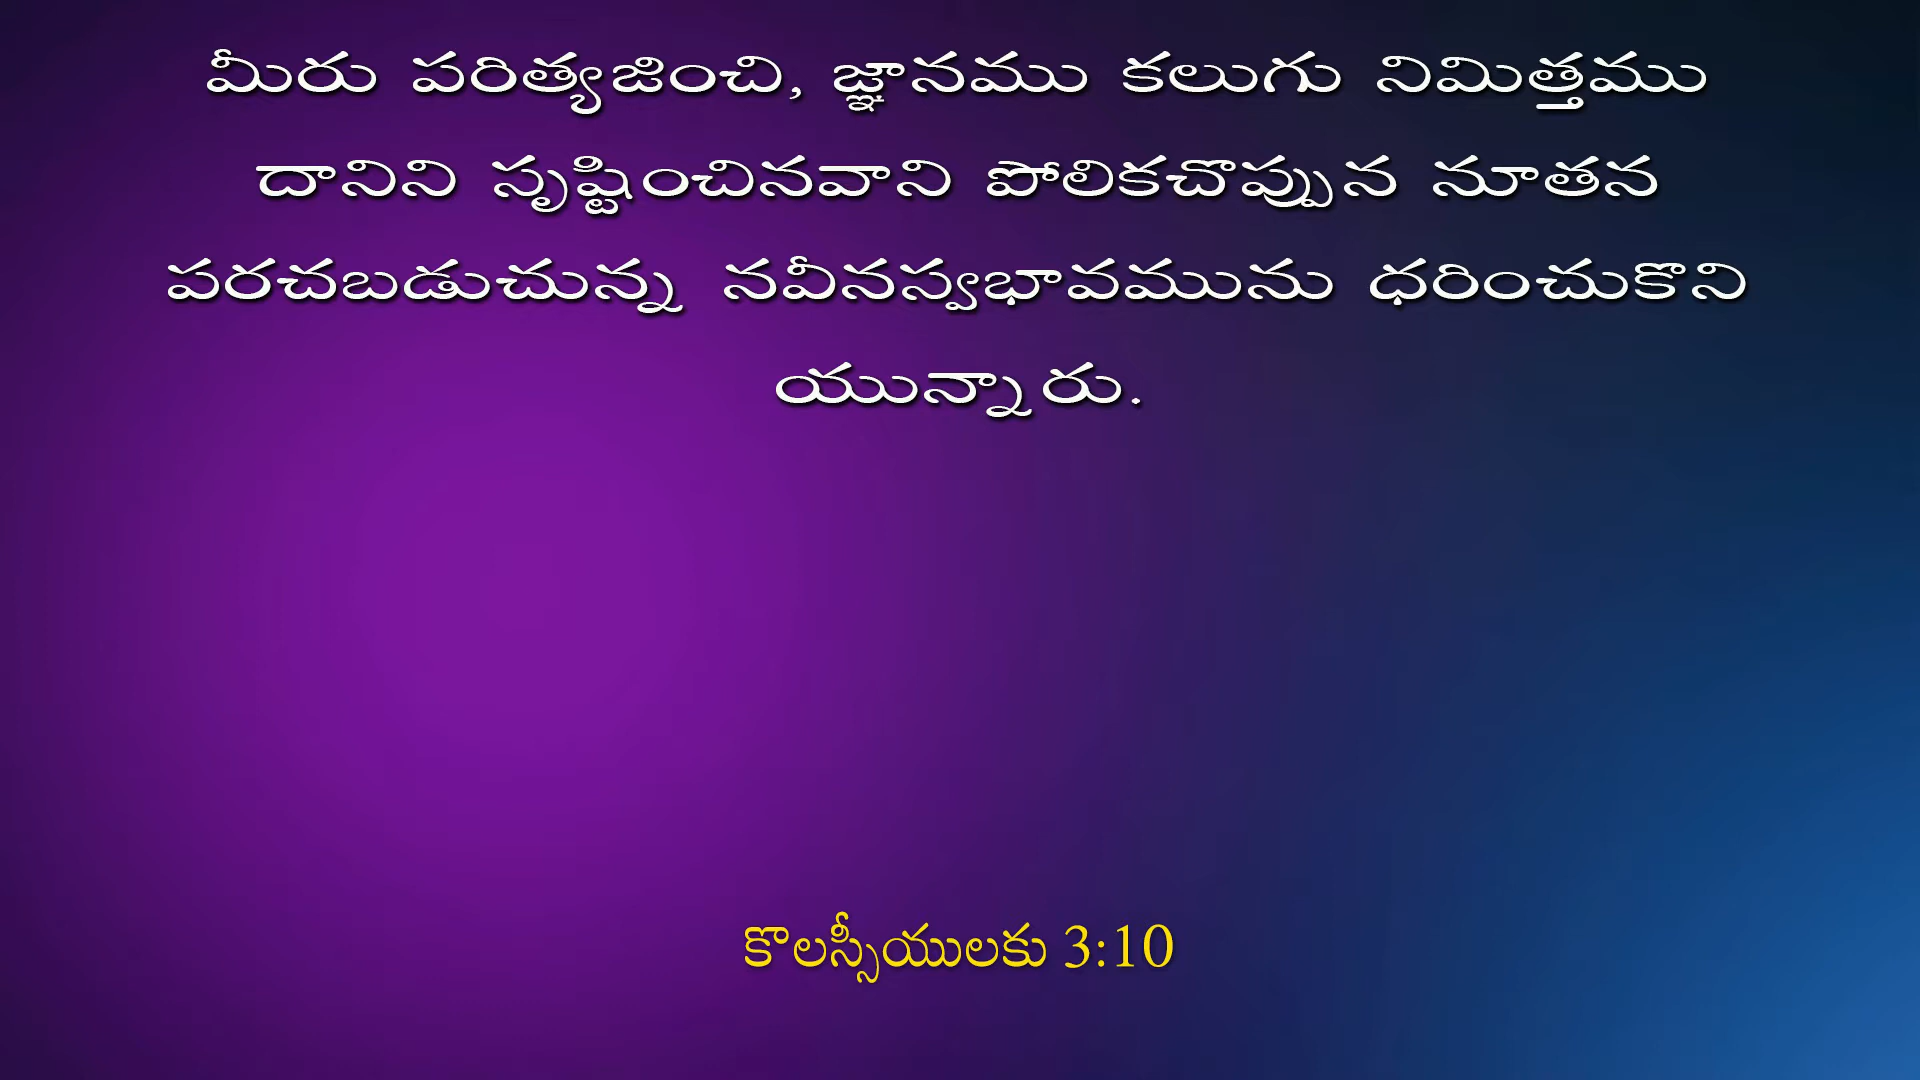 మీరు పరిత్యజించి, జ్ఞానము కలుగు నిమిత్తము
దానిని సృష్టించినవాని పోలికచొప్పున నూతన
పరచబడుచున్న నవీనస్వభావమును ధరించుకొని
యున్నారు.
కొలస్సీయులకు 3:10